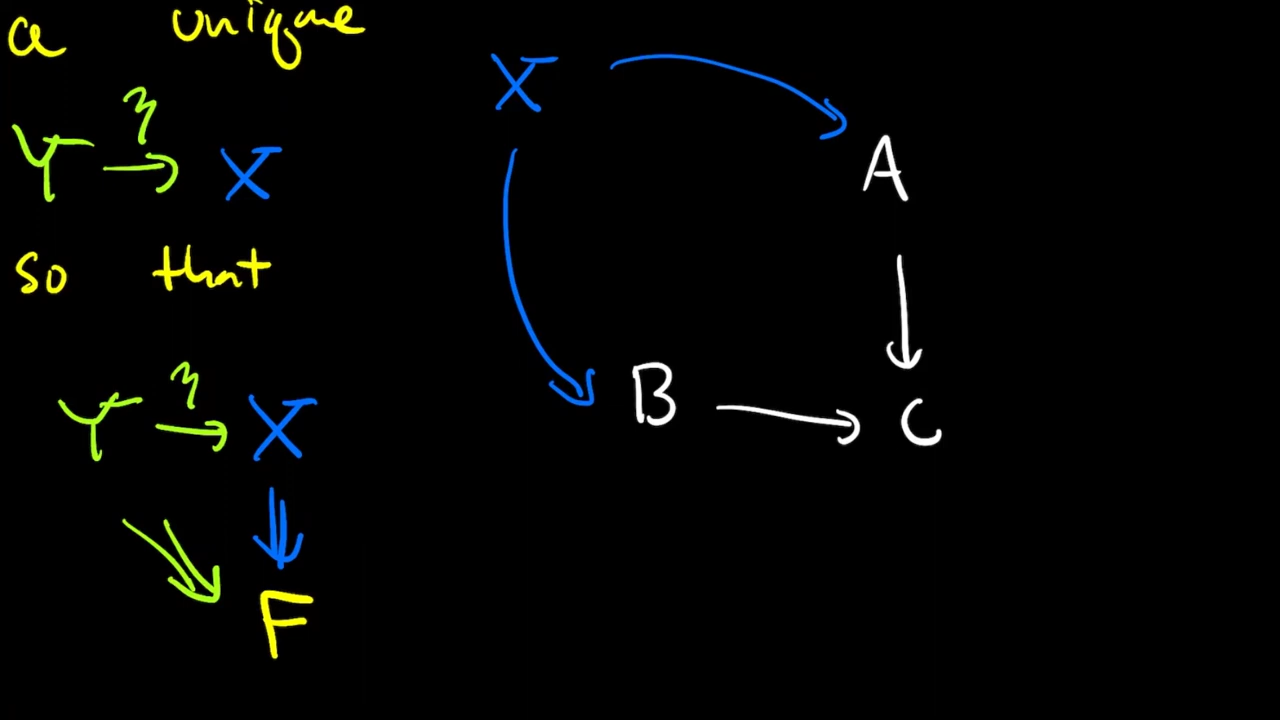 a unique
Y → X
η
so that
Y → X
η
F
X
A
B → C